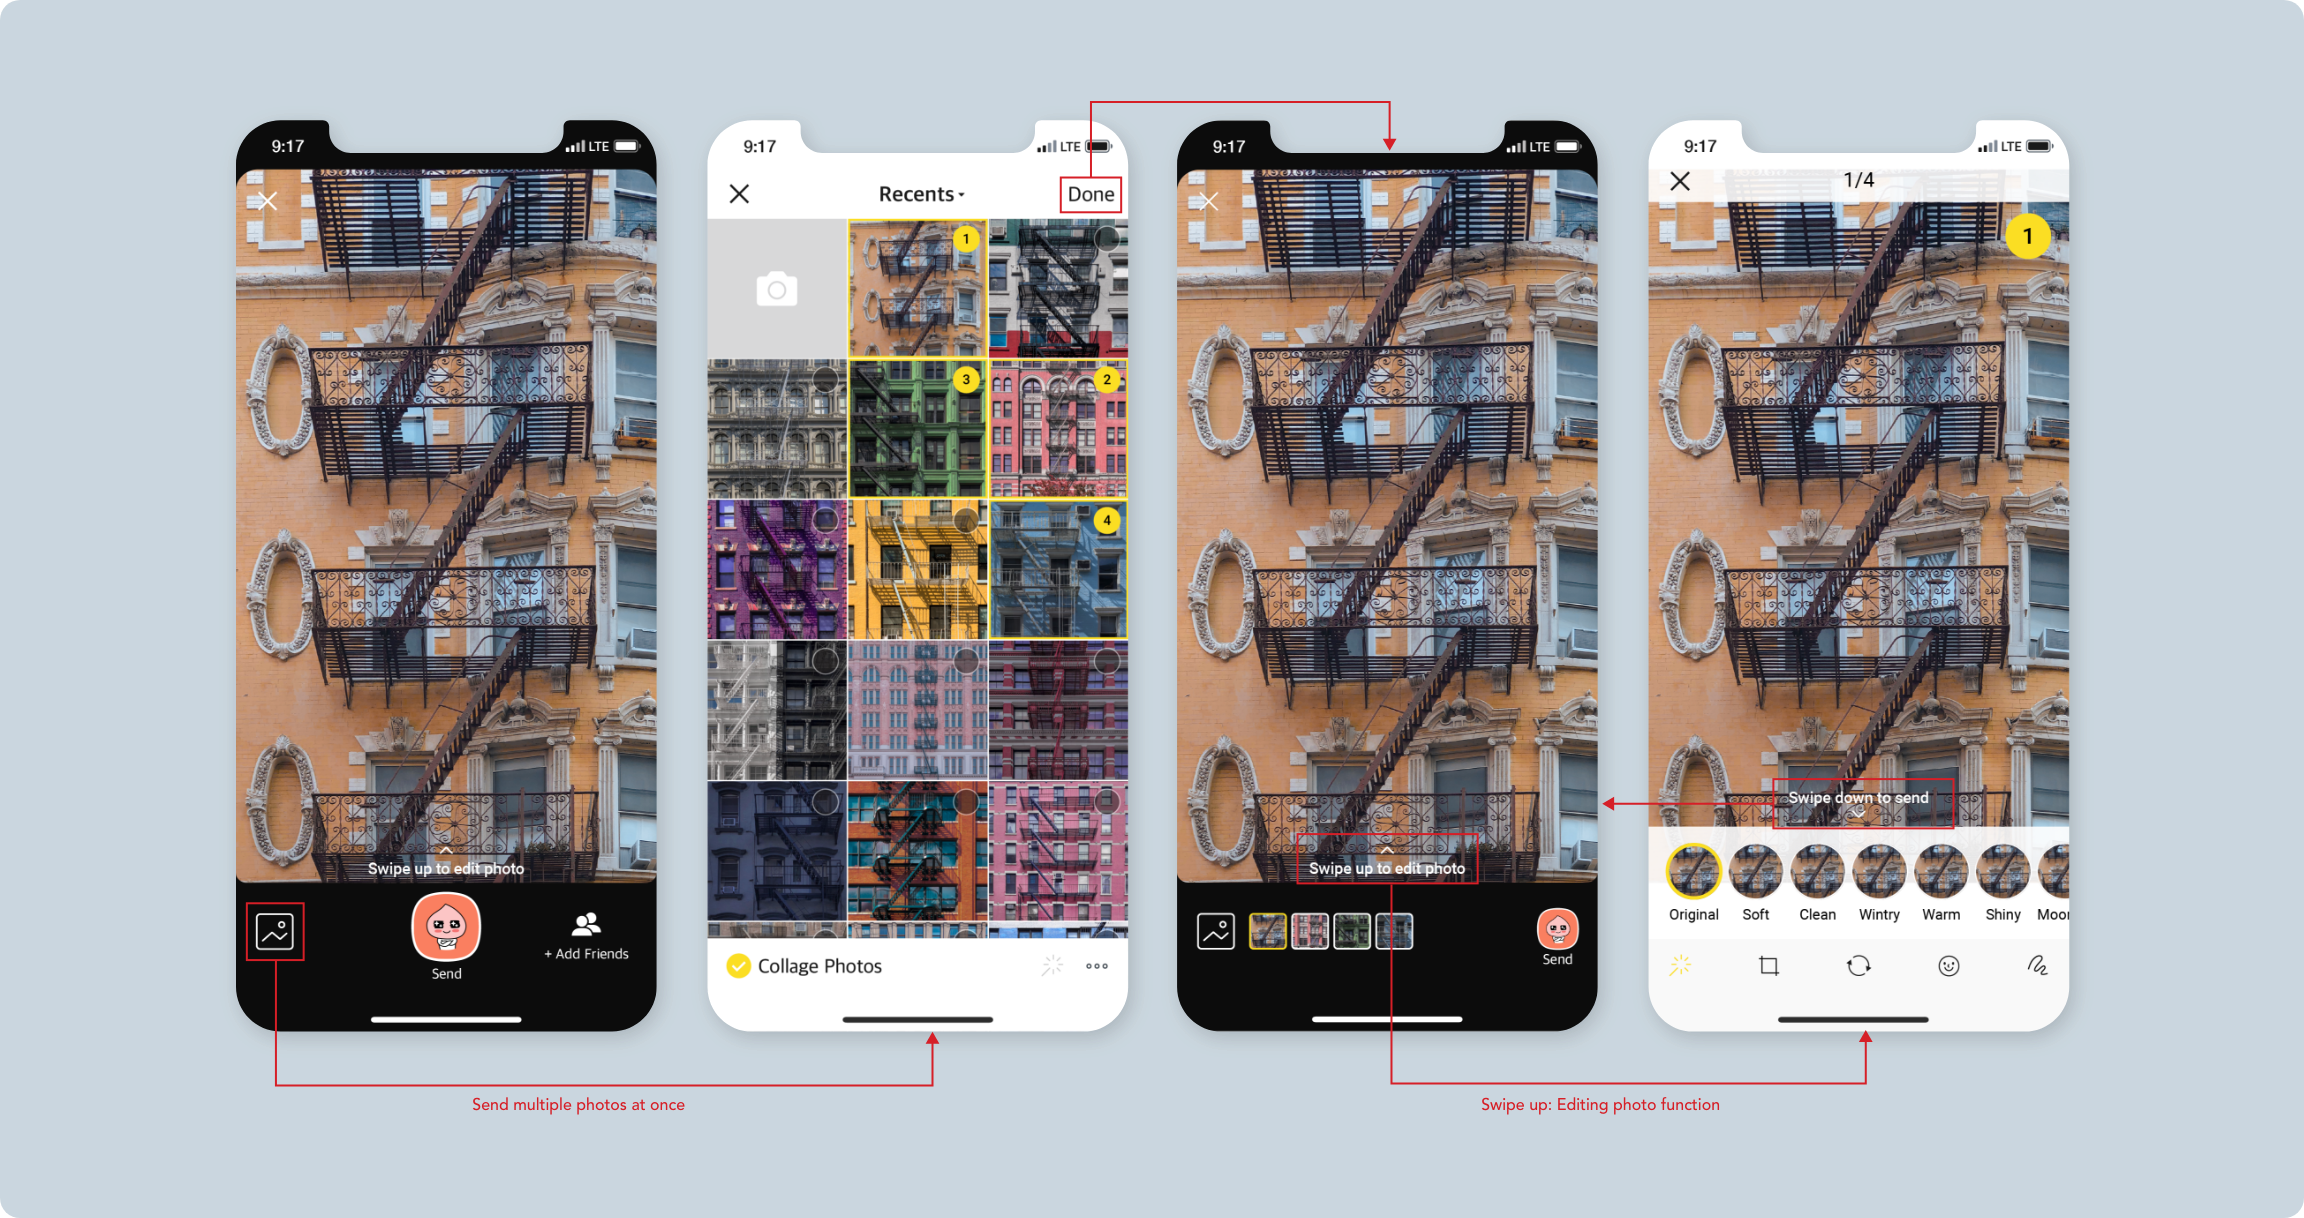 9:17
LTE
Swipe up to edit photo
Send
+ Add Friends
9:17
LTE
Recents
Done
1
3
2
4
Collage Photos
9:17
LTE
Swipe up to edit photo
Send
9:17
LTE
1/4
1
Swipe down to send
Original
Soft
Clean
Wintry
Warm
Shiny
Moon
Send multiple photos at once
Swipe up: Editing photo function